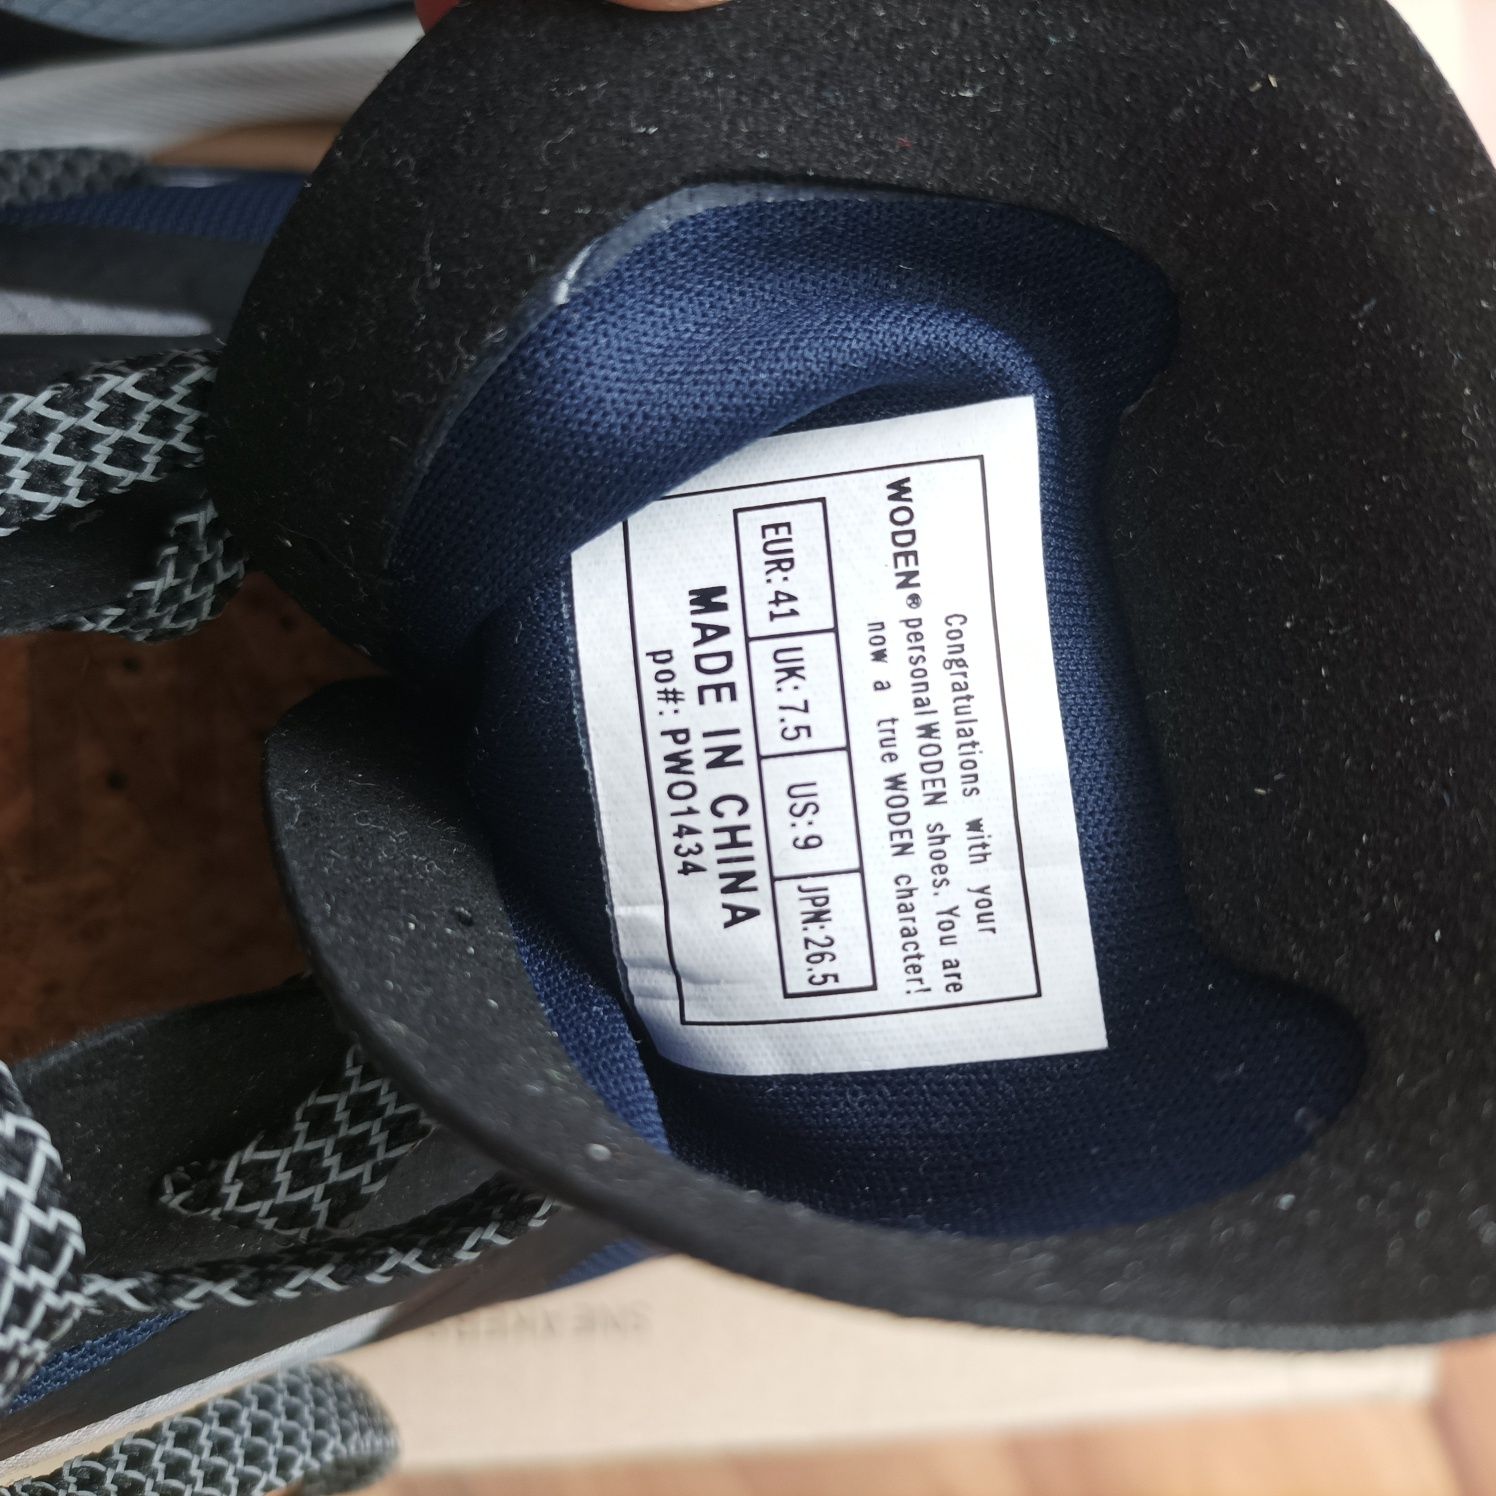 Congratulations with your
WODEN® personal WODEN shoes. You are
now a true WODEN character!
EUR: 41 UK: 7.5 US: 9 JPN: 26.5
MADE IN CHINA
po#: PWO1434